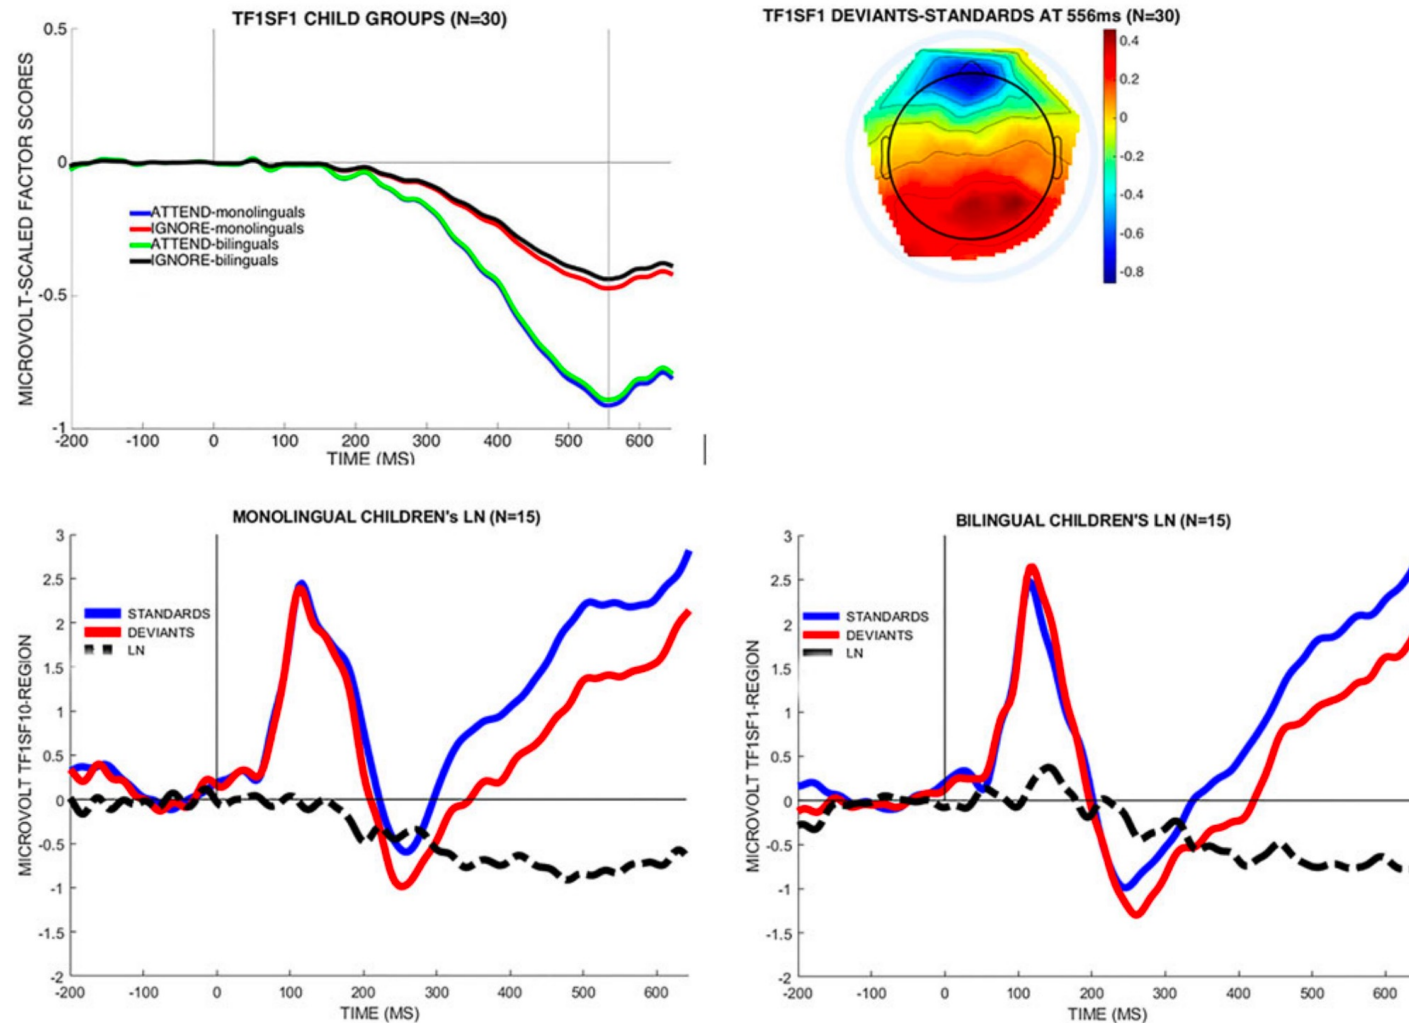 TF1SF1 CHILD GROUPS (N=30)
MICROVOLT-SCALED FACTOR SCORES
0.5
0
-0.5
-1
ATTEND-monolinguals
IGNORE-monolinguals
ATTEND-bilinguals
IGNORE-bilinguals
-200 -100 0 100 200 300 400 500 600
TIME (MS)
TF1SF1 DEVIANTS-STANDARDS AT 556ms (N=30)
0.4
0.2
0
-0.2
-0.4
-0.6
-0.8
MONOLINGUAL CHILDREN's LN (N=15)
MICROVOLT TF1SF10-REGION
3
2.5
2
1.5
1
0.5
0
-0.5
-1
-1.5
-2
STANDARDS
DEVIANTS
LN
-200 -100 0 100 200 300 400 500 600
TIME (MS)
BILINGUAL CHILDREN'S LN (N=15)
MICROVOLT TF1SF1-REGION
3
2.5
2
1.5
1
0.5
0
-0.5
-1
-1.5
-2
STANDARDS
DEVIANTS
LN
-200 -100 0 100 200 300 400 500 600
TIME (MS)